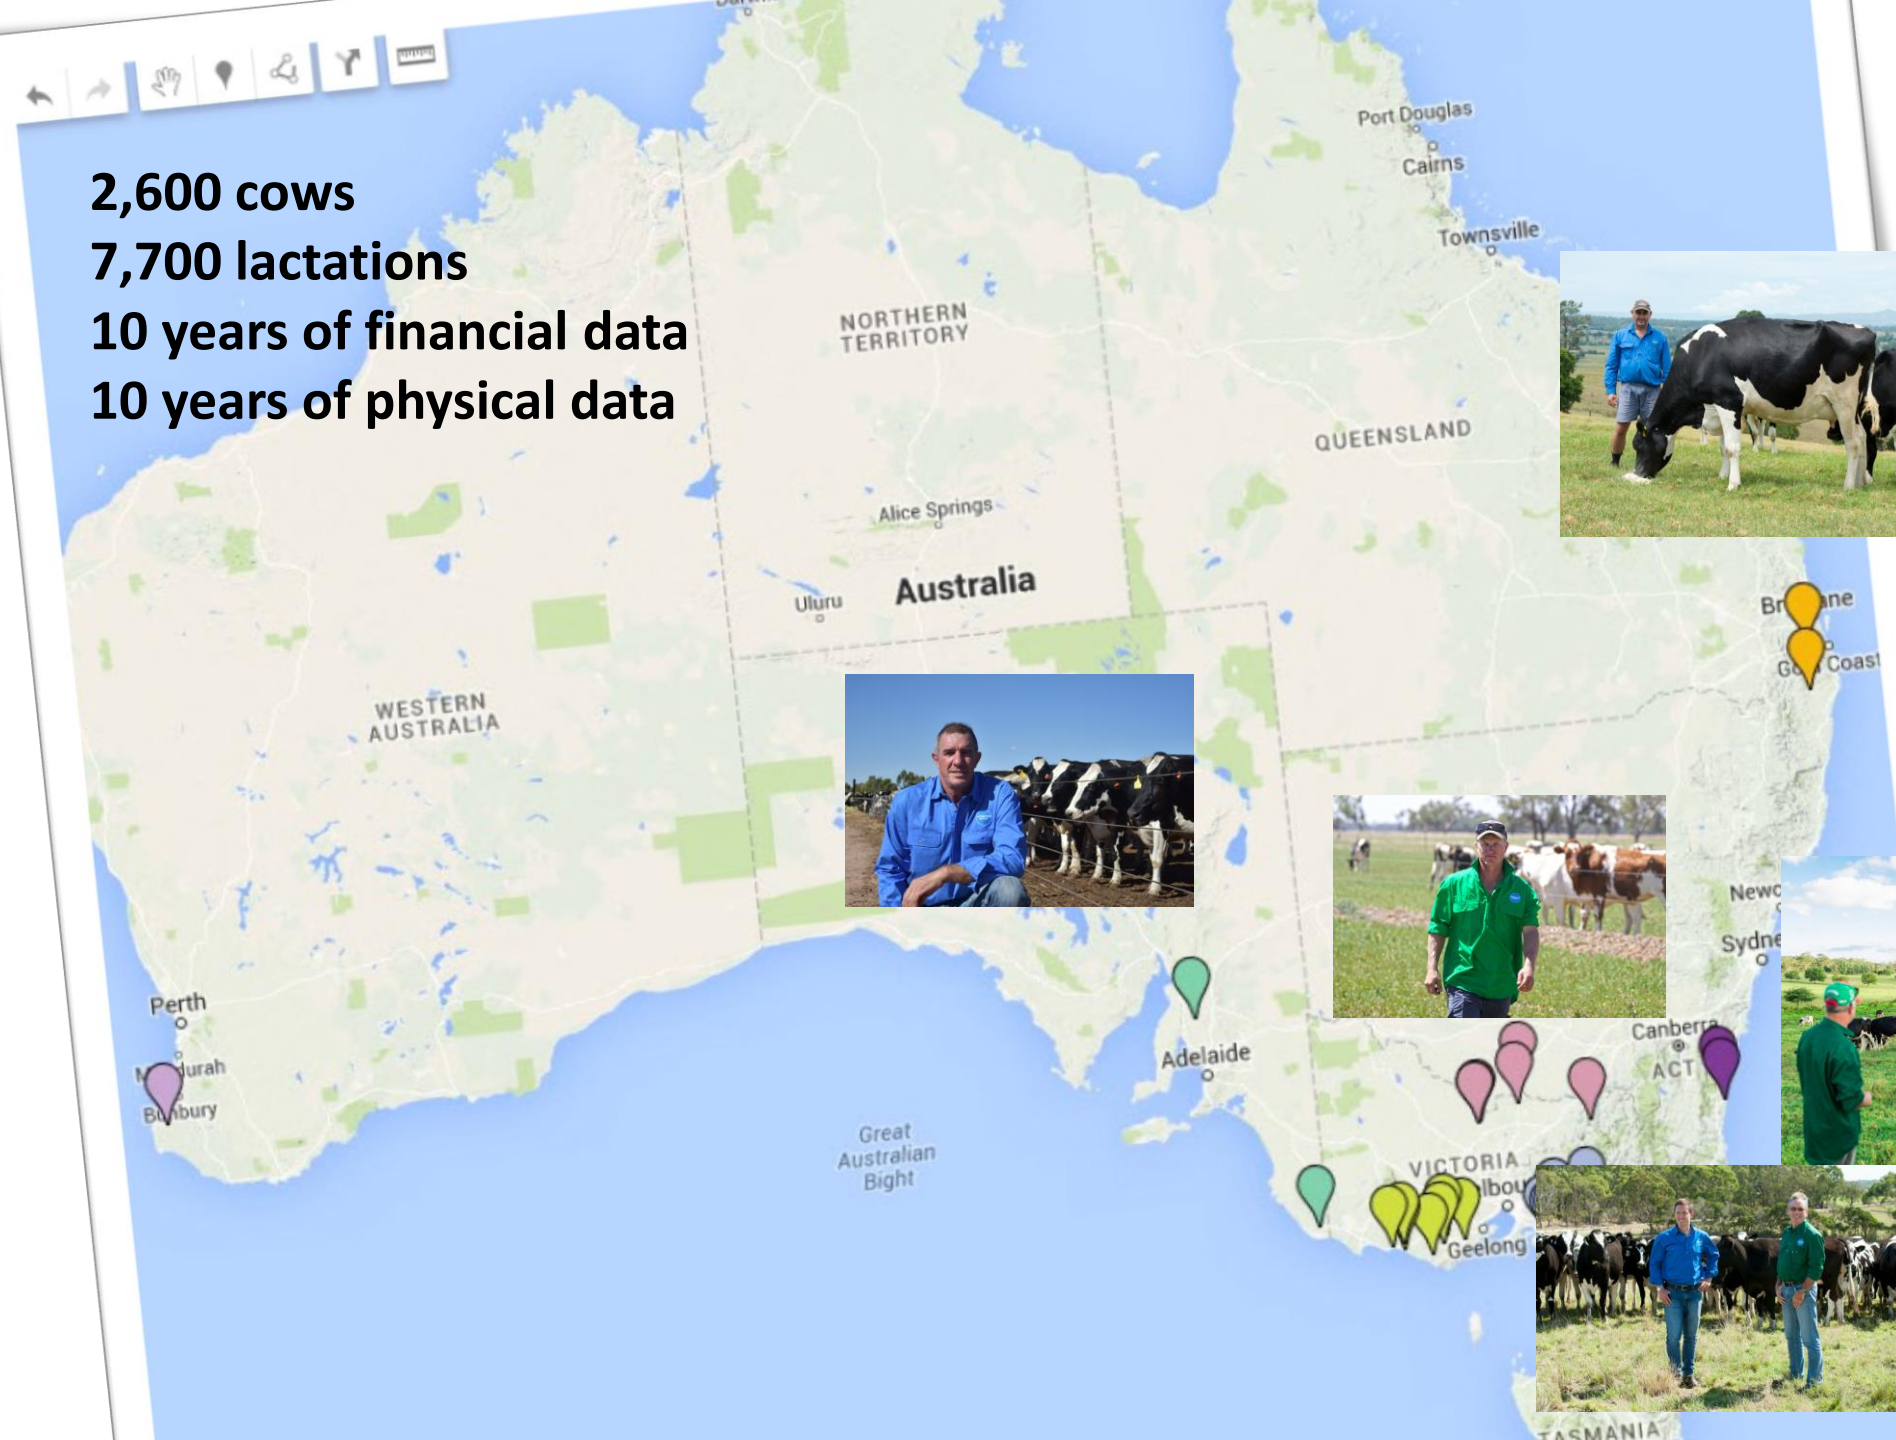 2,600 cows
7,700 lactations
10 years of financial data
10 years of physical data
Port Douglas
Cairns
Townsville
NORTHERN
TERRITORY
QUEENSLAND
Alice Springs
Australia
Uluru
WESTERN
AUSTRALIA
Coast
Perth
Adelaide
Canberra
ACT
Great
Australian
Bight
VICTORIA
Geelong
TASMANIA